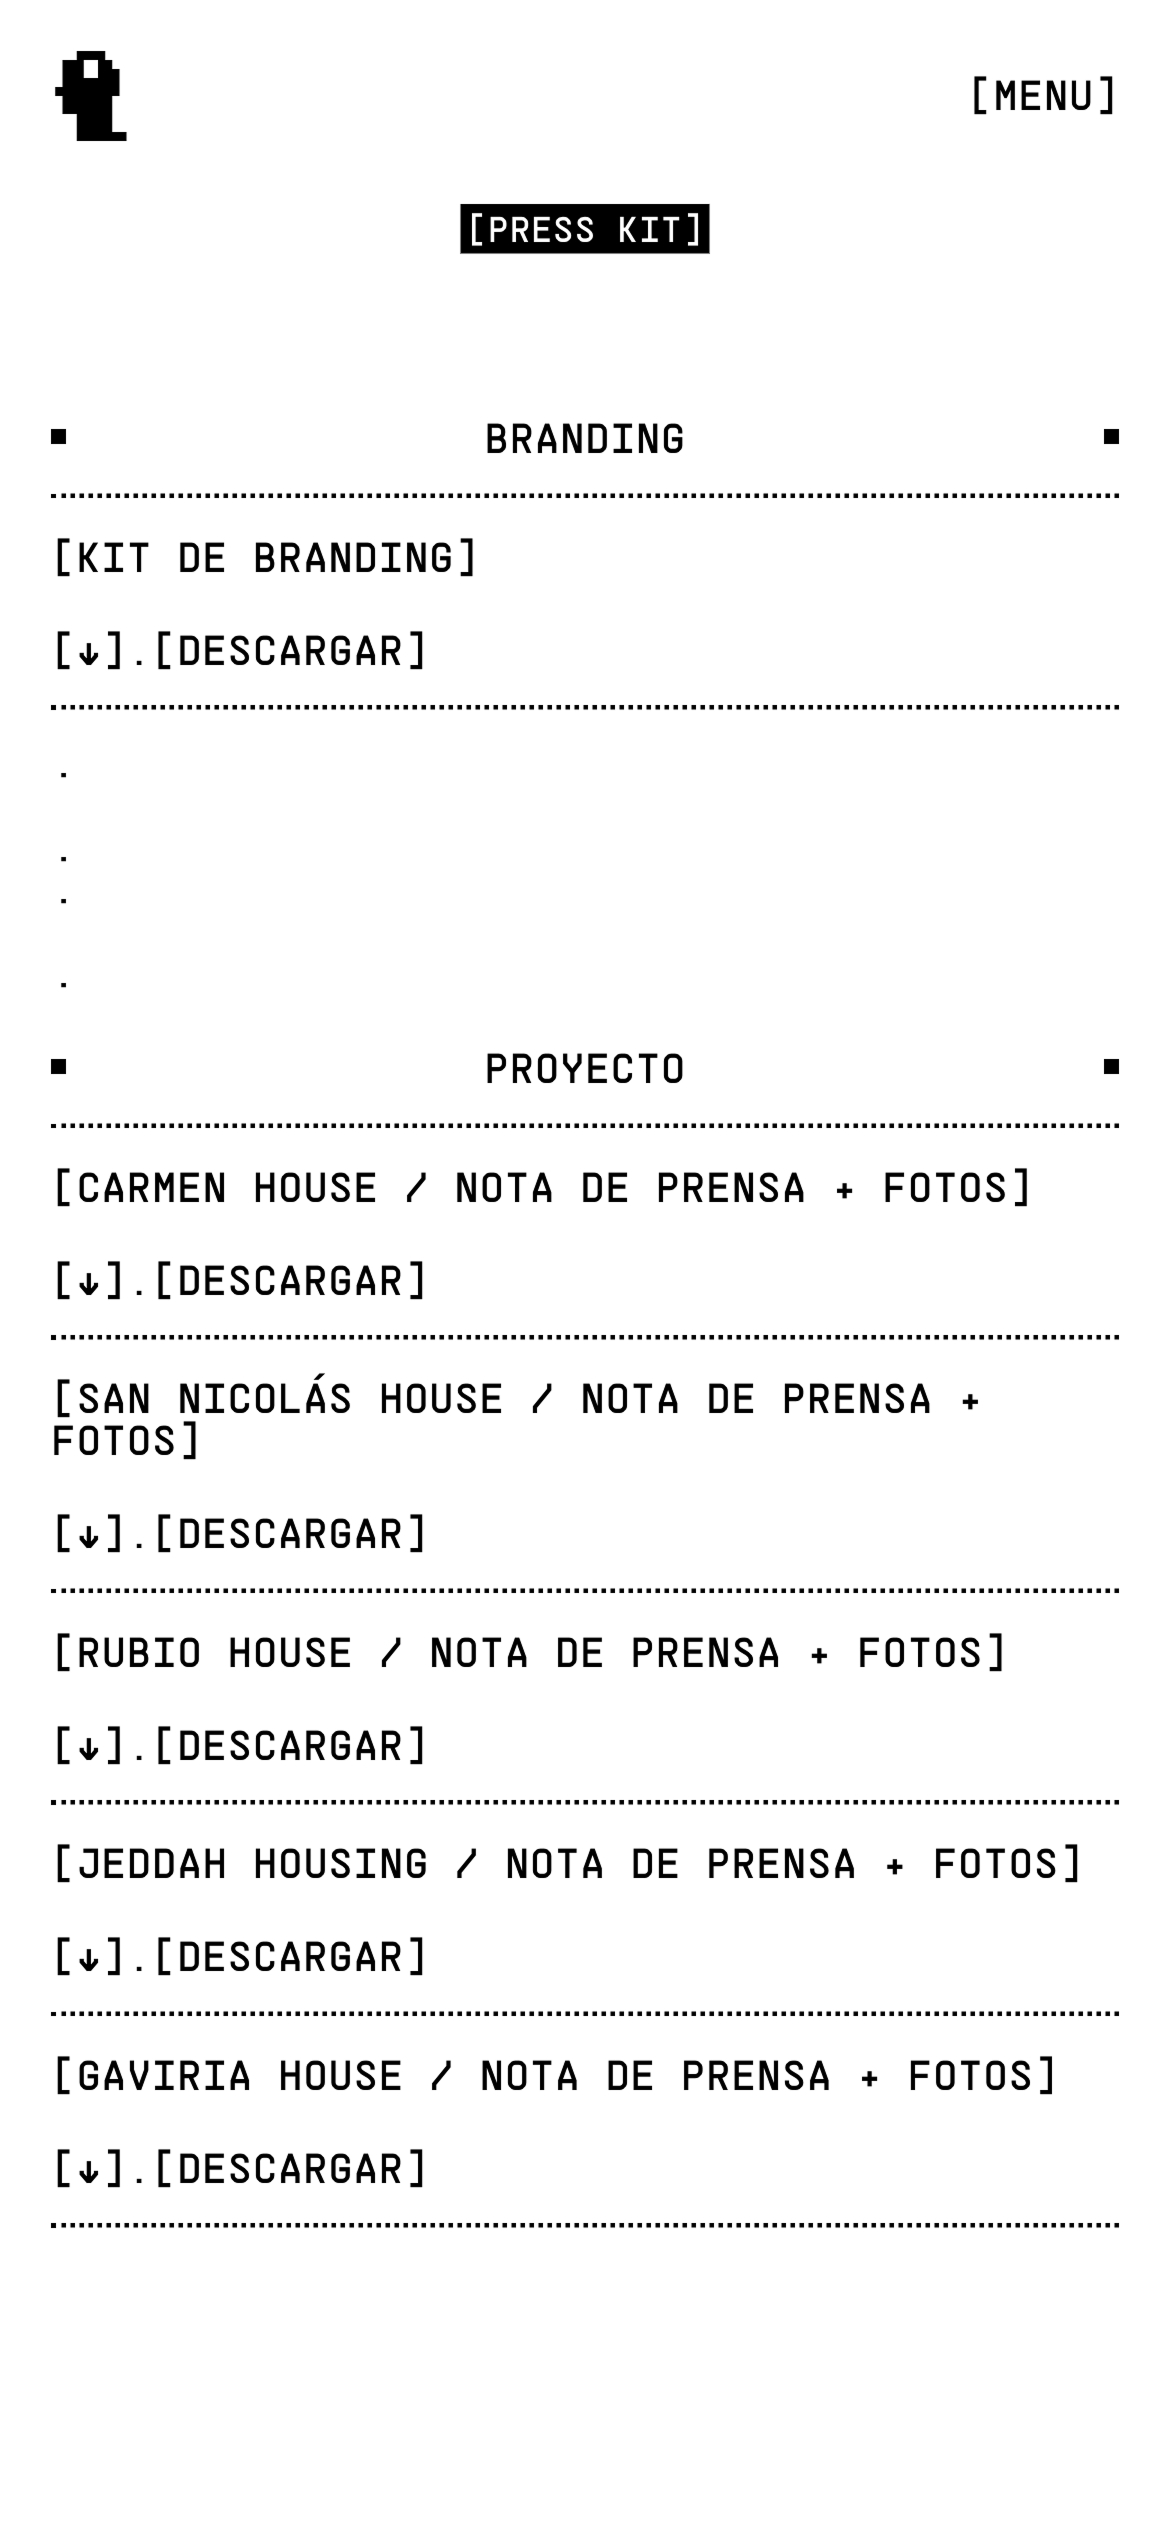 [MENU]
[PRESS KIT]
BRANDING
[KIT DE BRANDING]
[↓].[DESCARGAR]
.
.
.
.
PROYECTO
[CARMEN HOUSE / NOTA DE PRENSA + FOTOS]
[↓].[DESCARGAR]
[SAN NICOLÁS HOUSE / NOTA DE PRENSA +
FOTOS]
[↓].[DESCARGAR]
[RUBIO HOUSE / NOTA DE PRENSA + FOTOS]
[↓].[DESCARGAR]
[JEDDAH HOUSING / NOTA DE PRENSA + FOTOS]
[↓].[DESCARGAR]
[GAVIRIA HOUSE / NOTA DE PRENSA + FOTOS]
[↓].[DESCARGAR]